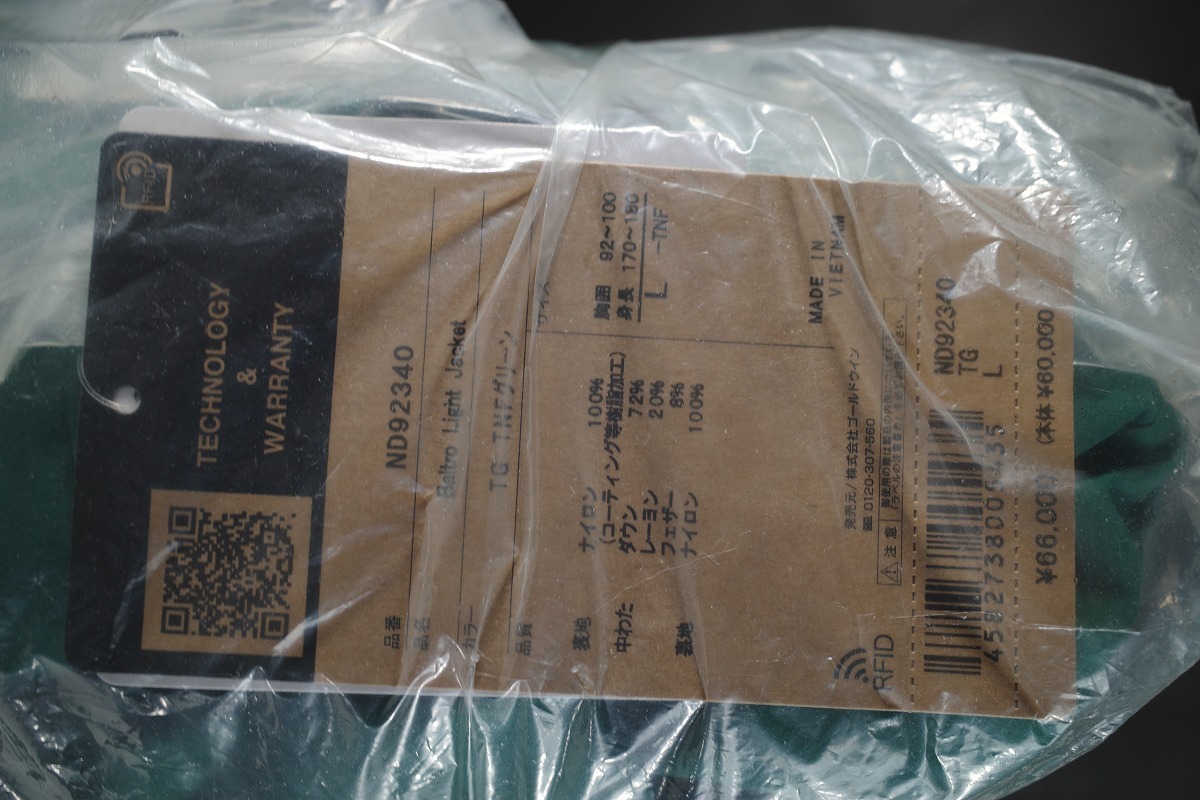 RFID
TECHNOLOGY
&
WARRANTY
品番 ND92340
品名 Baltro Light Jacket
カラー TG TNFグリーン
品質
サイズ
表地 ナイロン 100%
(コーティング等樹脂加工)
中わた ダウン 72%
レーヨン 20%
フェザー 8%
裏地 ナイロン 100%
胸囲 92~100
身長 170~180
L -TNF
MADE IN
VIETNAM
発売元/株式会社ゴールドウイン
0120-307-560
注意
RFID
ND92340
TG
L
¥66,000 (本体 ¥60,000